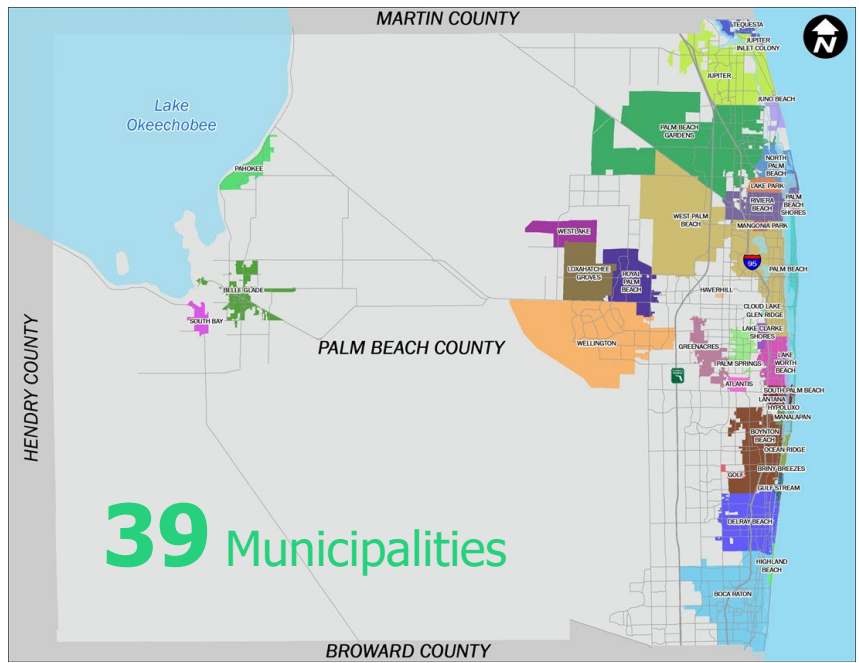 MARTIN COUNTY
TEQUESTA
JUPITER
INLET COLONY
N
JUPITER
Lake
Okeechobee
JUNO BEACH
PALM BEACH
GARDENS
NORTH
PALM
BEACH
PAHOKEE
LAKE PARK
RIVIERA
BEACH
PALM
BEACH
SHORES
WEST PALM
BEACH
MANGONIA PARK
WESTLAKE
95
PALM BEACH
LOXAHATCHEE
GROVES
ROYAL
PALM
BEACH
BELLE GLADE
HAVERHILL
CLOUD LAKE
GLEN RIDGE
SOUTH BAY
LAKE CLARKE
SHORES
HENDRY COUNTY
PALM BEACH COUNTY
WELLINGTON
GREENACRES
LAKE
WORTH
BEACH
PALM SPRINGS
ATLANTIS
SOUTH PALM BEACH
LANTANA
HYPOLUXO
MANALAPAN
BOYNTON
BEACH
OCEAN RIDGE
BRINY BREEZES
GOLF
GULF STREAM
39 Municipalities
DELRAY BEACH
HIGHLAND
BEACH
BOCA RATON
BROWARD COUNTY